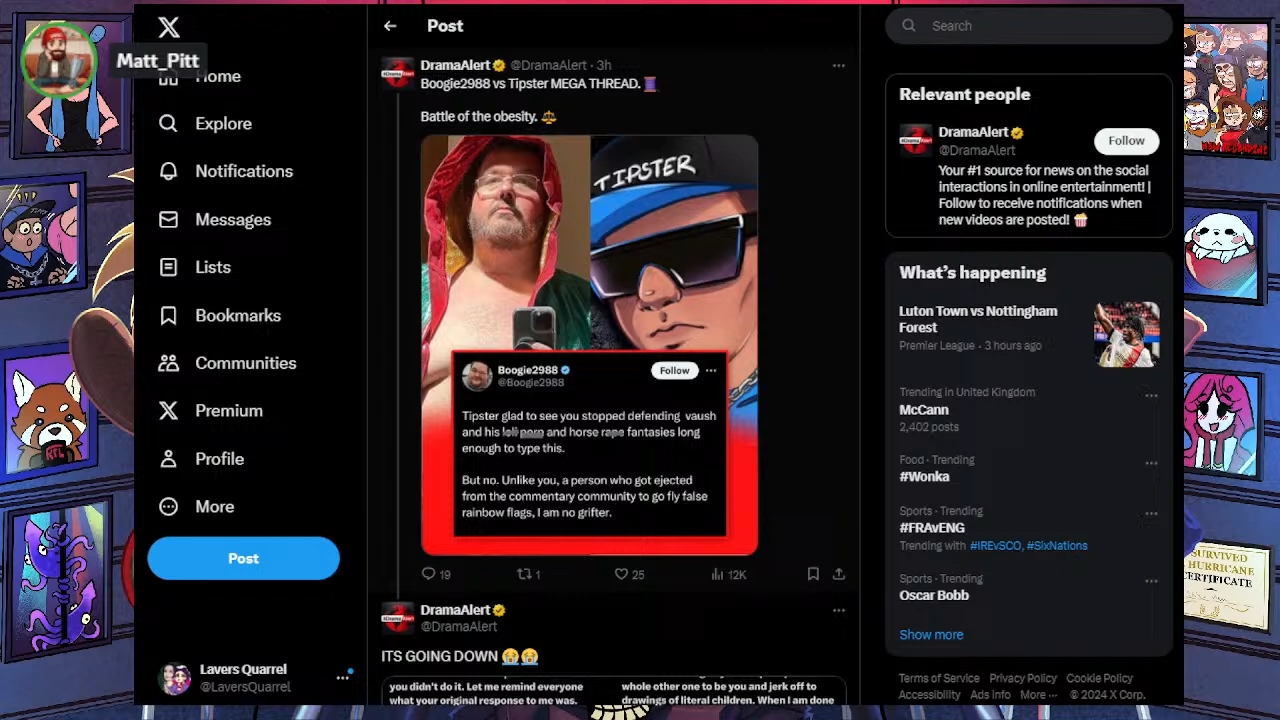 Matt_Pitt
Home
Explore
Notifications
Messages
Lists
Bookmarks
Communities
Premium
Profile
More
Post
Lavers Quarrel
@LaversQuarrel
Post
DramaAlert @DramaAlert · 3h
Boogie2988 vs Tipster MEGA THREAD. 🧵
Battle of the obesity. ⚖️
TIPSTER
Boogie2988
@Boogie2988
Follow
Tipster glad to see you stopped defending vaush
and his loli porn and horse rape fantasies long
enough to type this.
But no. Unlike you, a person who got ejected
from the commentary community to go fly false
rainbow flags, I am no grifter.
19
1
25
12K
DramaAlert
@DramaAlert
ITS GOING DOWN 😭😭
you didn't do it. Let me remind everyone
what your original response to me was.
whole other one to be you and jerk off to
drawings of literal children. When I am done
Search
Relevant people
DramaAlert
@DramaAlert
Follow
Your #1 source for news on the social
interactions in online entertainment! |
Follow to receive notifications when
new videos are posted! 🍿
What's happening
Luton Town vs Nottingham
Forest
Premier League · 3 hours ago
Trending in United Kingdom
McCann
2,402 posts
Food · Trending
#Wonka
Sports · Trending
#FRAvENG
Trending with #IREvSCO, #SixNations
Sports · Trending
Oscar Bobb
Show more
Terms of Service Privacy Policy Cookie Policy
Accessibility Ads info More ··· © 2024 X Corp.
SURVIVED
HURRICANE
CERTIFICATE